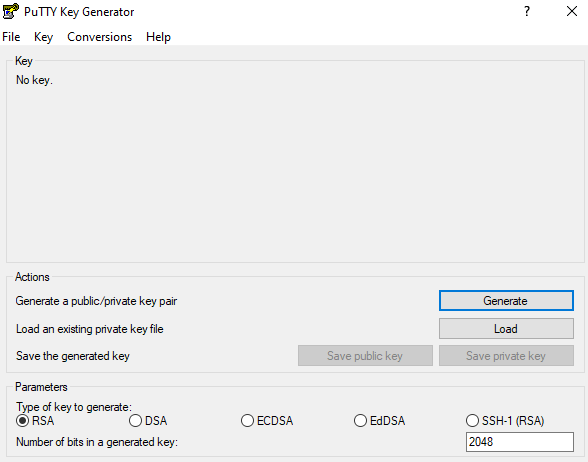 PuTTY Key Generator ?
File Key Conversions Help
Key
No key.
Actions
Generate a public/private key pair Generate
Load an existing private key file Load
Save the generated key Save public key Save private key
Parameters
Type of key to generate:
RSA DSA ECDSA EdDSA SSH-1 (RSA)
Number of bits in a generated key: 2048